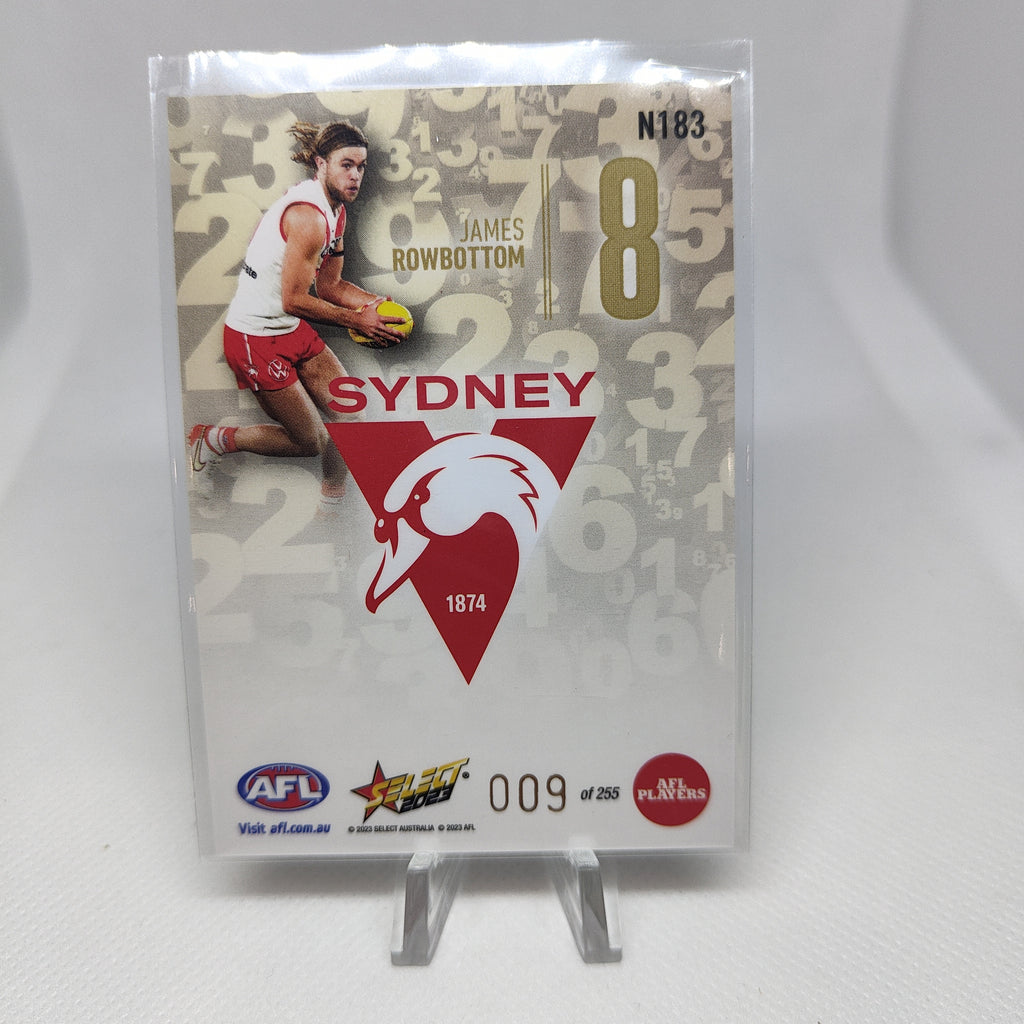 N183
JAMES
ROWBOTTOM
8
SYDNEY
1874
AFL
Visit afl.com.au
SELECT
2023
© 2023 SELECT AUSTRALIA © 2023 AFL
009 of 255
AFL
PLAYERS